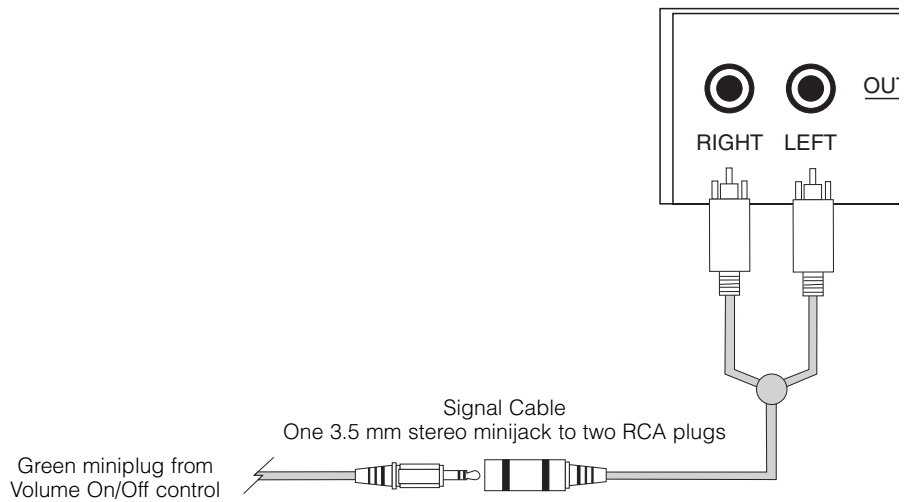 OUT
RIGHT LEFT
Signal Cable
One 3.5 mm stereo minijack to two RCA plugs
Green miniplug from
Volume On/Off control